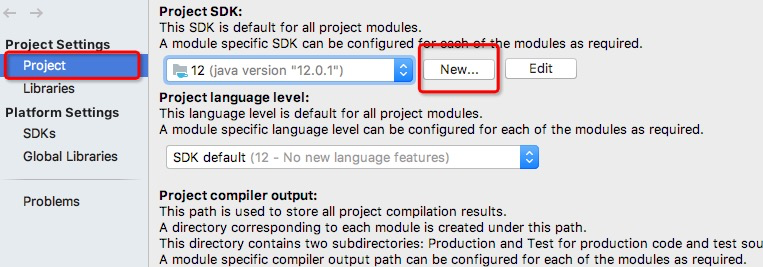 Project Settings
Project
Libraries
Platform Settings
SDKs
Global Libraries
Problems
Project SDK:
This SDK is default for all project modules.
A module specific SDK can be configured for each of the modules as required.
12 (java version "12.0.1")
New...
Edit
Project language level:
This language level is default for all project modules.
A module specific language level can be configured for each of the modules as required.
SDK default (12 - No new language features)
Project compiler output:
This path is used to store all project compilation results.
A directory corresponding to each module is created under this path.
This directory contains two subdirectories: Production and Test for production code and test sou
A module specific compiler output path can be configured for each of the modules as required.